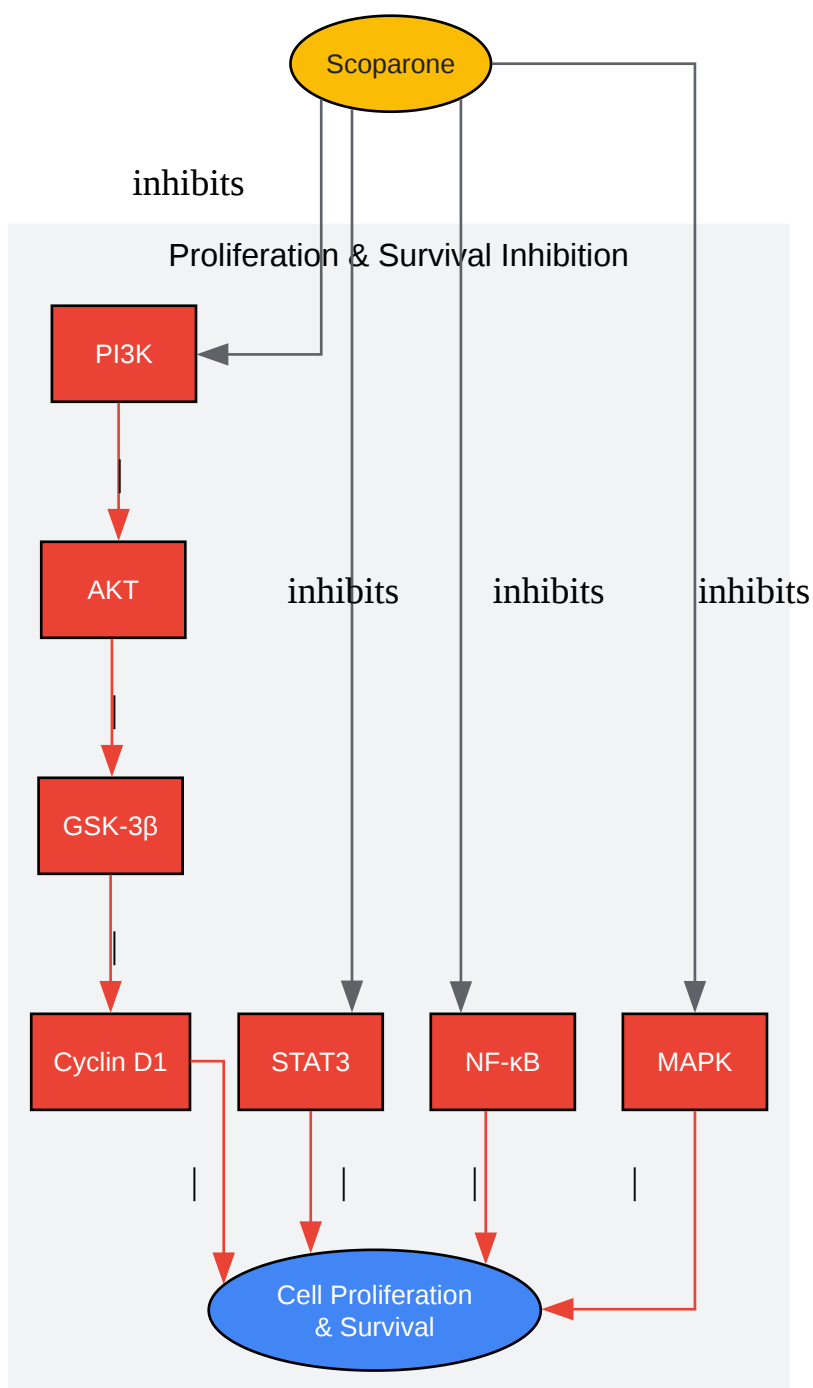 Scoparone
inhibits
Proliferation & Survival Inhibition
PI3K
|
AKT
inhibits
inhibits
inhibits
|
GSK-3β
|
Cyclin D1
STAT3
NF-κB
MAPK
|
|
|
|
Cell Proliferation
& Survival